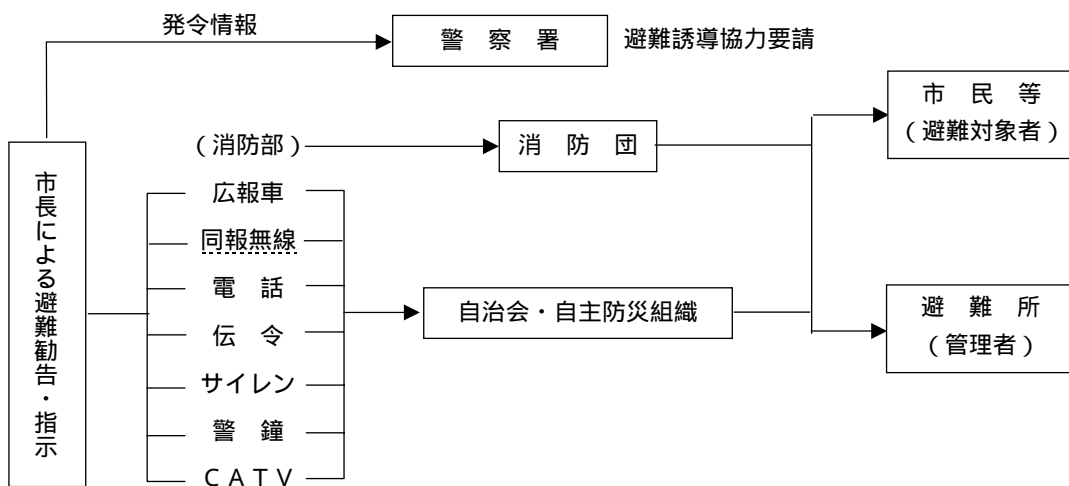 発令情報
警 察 署
避難誘導協力要請
市 民 等
(避難対象者)
(消防部)
消 防 団
市長による避難勧告・指示
広報車
同報無線
電 話
伝 令
サイレン
警 鐘
CATV
自治会・自主防災組織
避 難 所
(管理者)